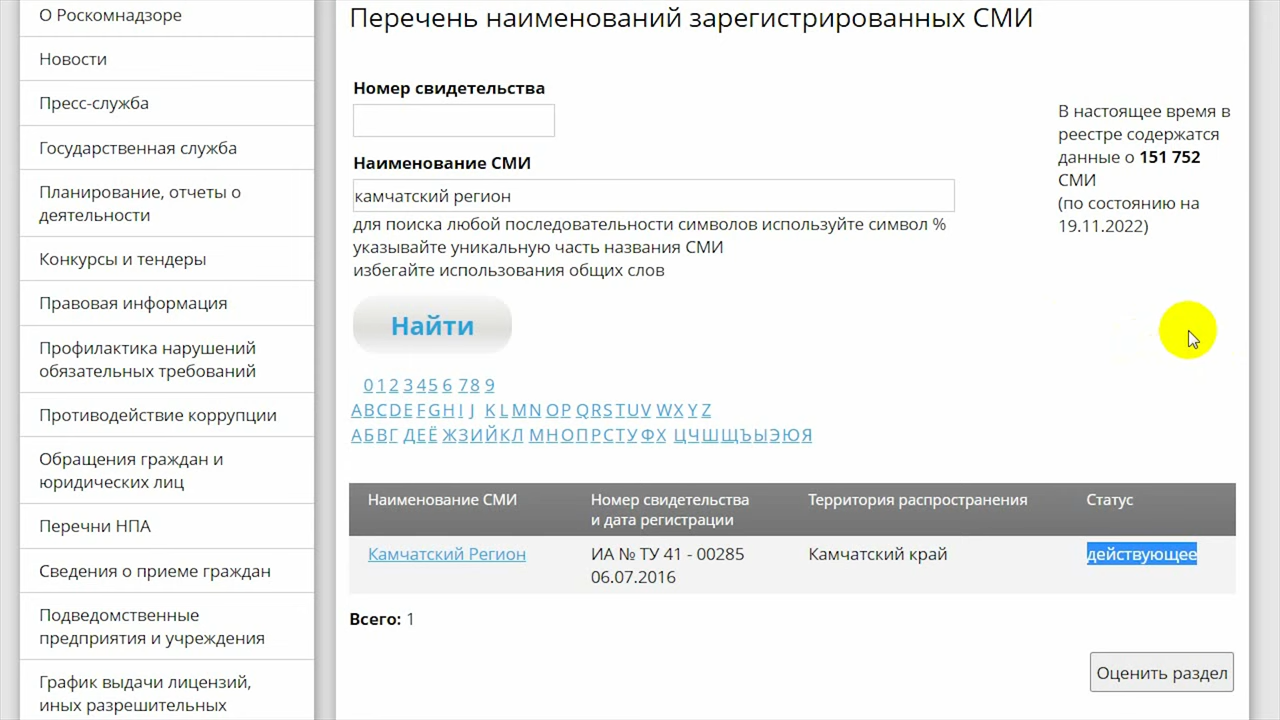 О Роскомнадзоре
Новости
Пресс-служба
Государственная служба
Планирование, отчеты о
деятельности
Конкурсы и тендеры
Правовая информация
Профилактика нарушений
обязательных требований
Противодействие коррупции
Обращения граждан и
юридических лиц
Перечни НПА
Сведения о приеме граждан
Подведомственные
предприятия и учреждения
График выдачи лицензий,
иных разрешительных
Перечень наименований зарегистрированных СМИ
Номер свидетельства
Наименование СМИ
камчатский регион
для поиска любой последовательности символов используйте символ %
указывайте уникальную часть названия СМИ
избегайте использования общих слов
Найти
В настоящее время в
реестре содержатся
данные о 151 752
СМИ
(по состоянию на
19.11.2022)
0 1 2 3 4 5 6 7 8 9
A B C D E F G H I J K L M N O P Q R S T U V W X Y Z
А Б В Г Д Е Ё Ж З И Й К Л М Н О П Р С Т У Ф Х Ц Ч Ш Щ Ъ Ы Э Ю Я
Наименование СМИ Номер свидетельства Территория распространения Статус
и дата регистрации
Камчатский Регион ИА № ТУ 41 - 00285 Камчатский край действующее
06.07.2016
Всего: 1
Оценить раздел